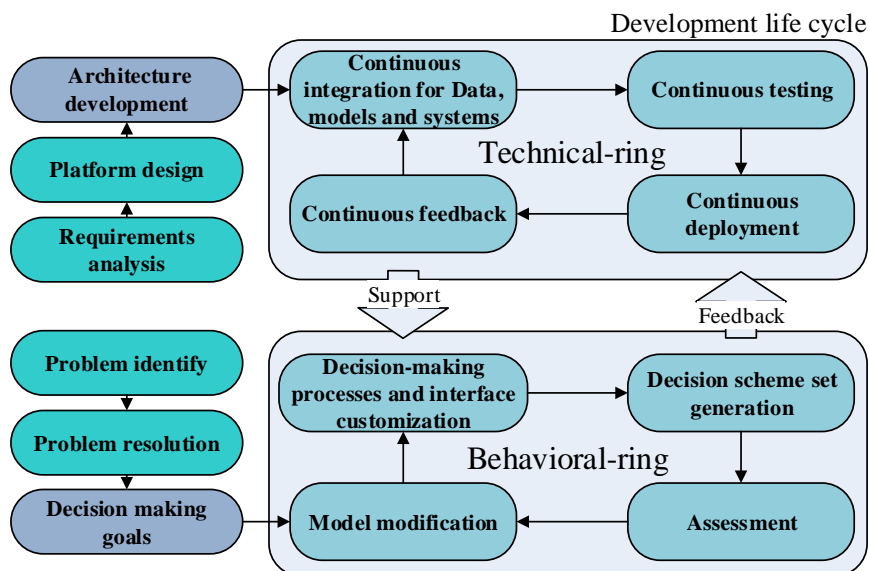 Development life cycle
Architecture
development
Platform design
Requirements
analysis
Continuous
integration for Data,
models and systems
Continuous testing
Technical-ring
Continuous feedback
Continuous
deployment
Support
Feedback
Problem identify
Problem resolution
Decision making
goals
Decision-making
processes and interface
customization
Decision scheme set
generation
Behavioral-ring
Model modification
Assessment